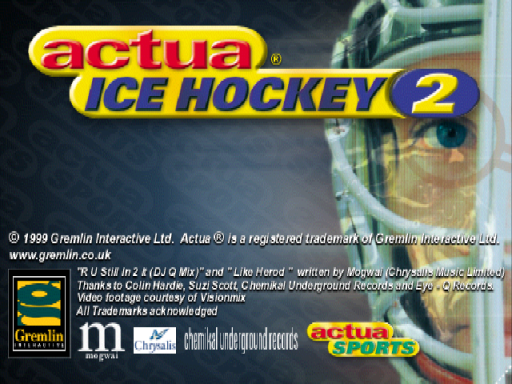 actua ®
ICE HOCKEY 2
© 1999 Gremlin Interactive Ltd. Actua ® is a registered trademark of Gremlin Interactive Ltd.
www.gremlin.co.uk
"R U Still In 2 it (DJ Q Mix)" and " Like Herod " written by Mogwai (Chrysalis Music Limited)
Thanks to Colin Hardie, Suzi Scott, Chemikal Underground Records and Eye - Q Records.
Video footage courtesy of Visionmix
All Trademarks acknowledged
g
Gremlin
INTERACTIVE
m
mogwai
Chrysalis
chemikal underground records
actua
SPORTS